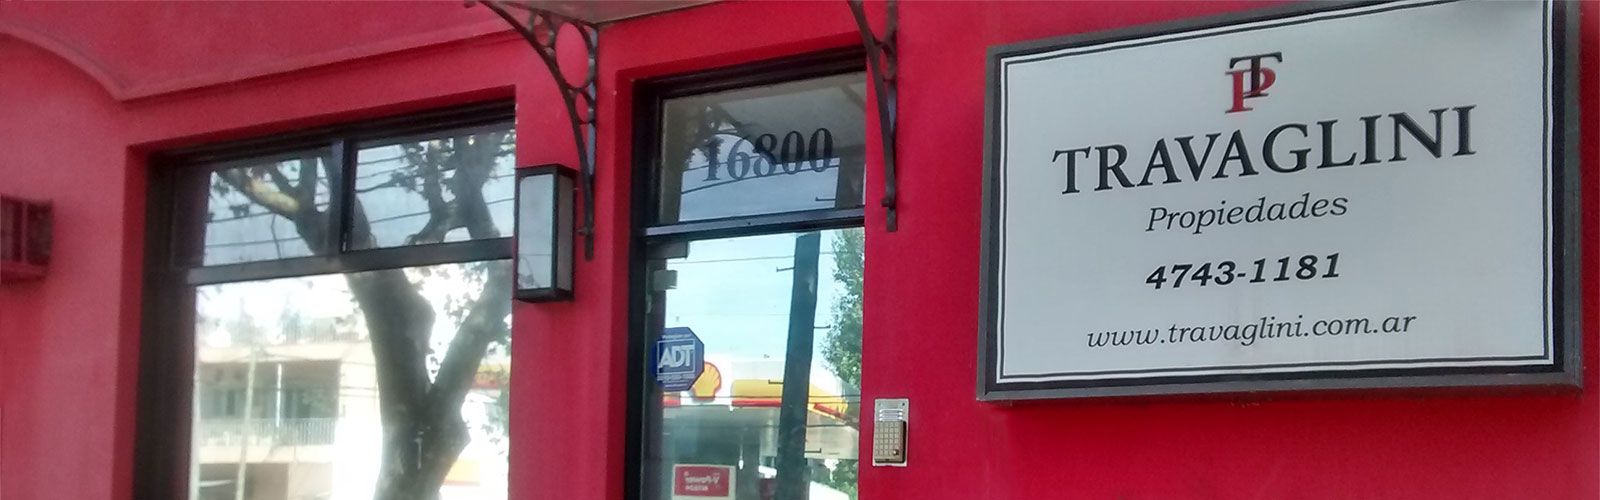 16800
TP
TRAVAGLINI
Propiedades
4743-1181
www.travaglini.com.ar
ADT